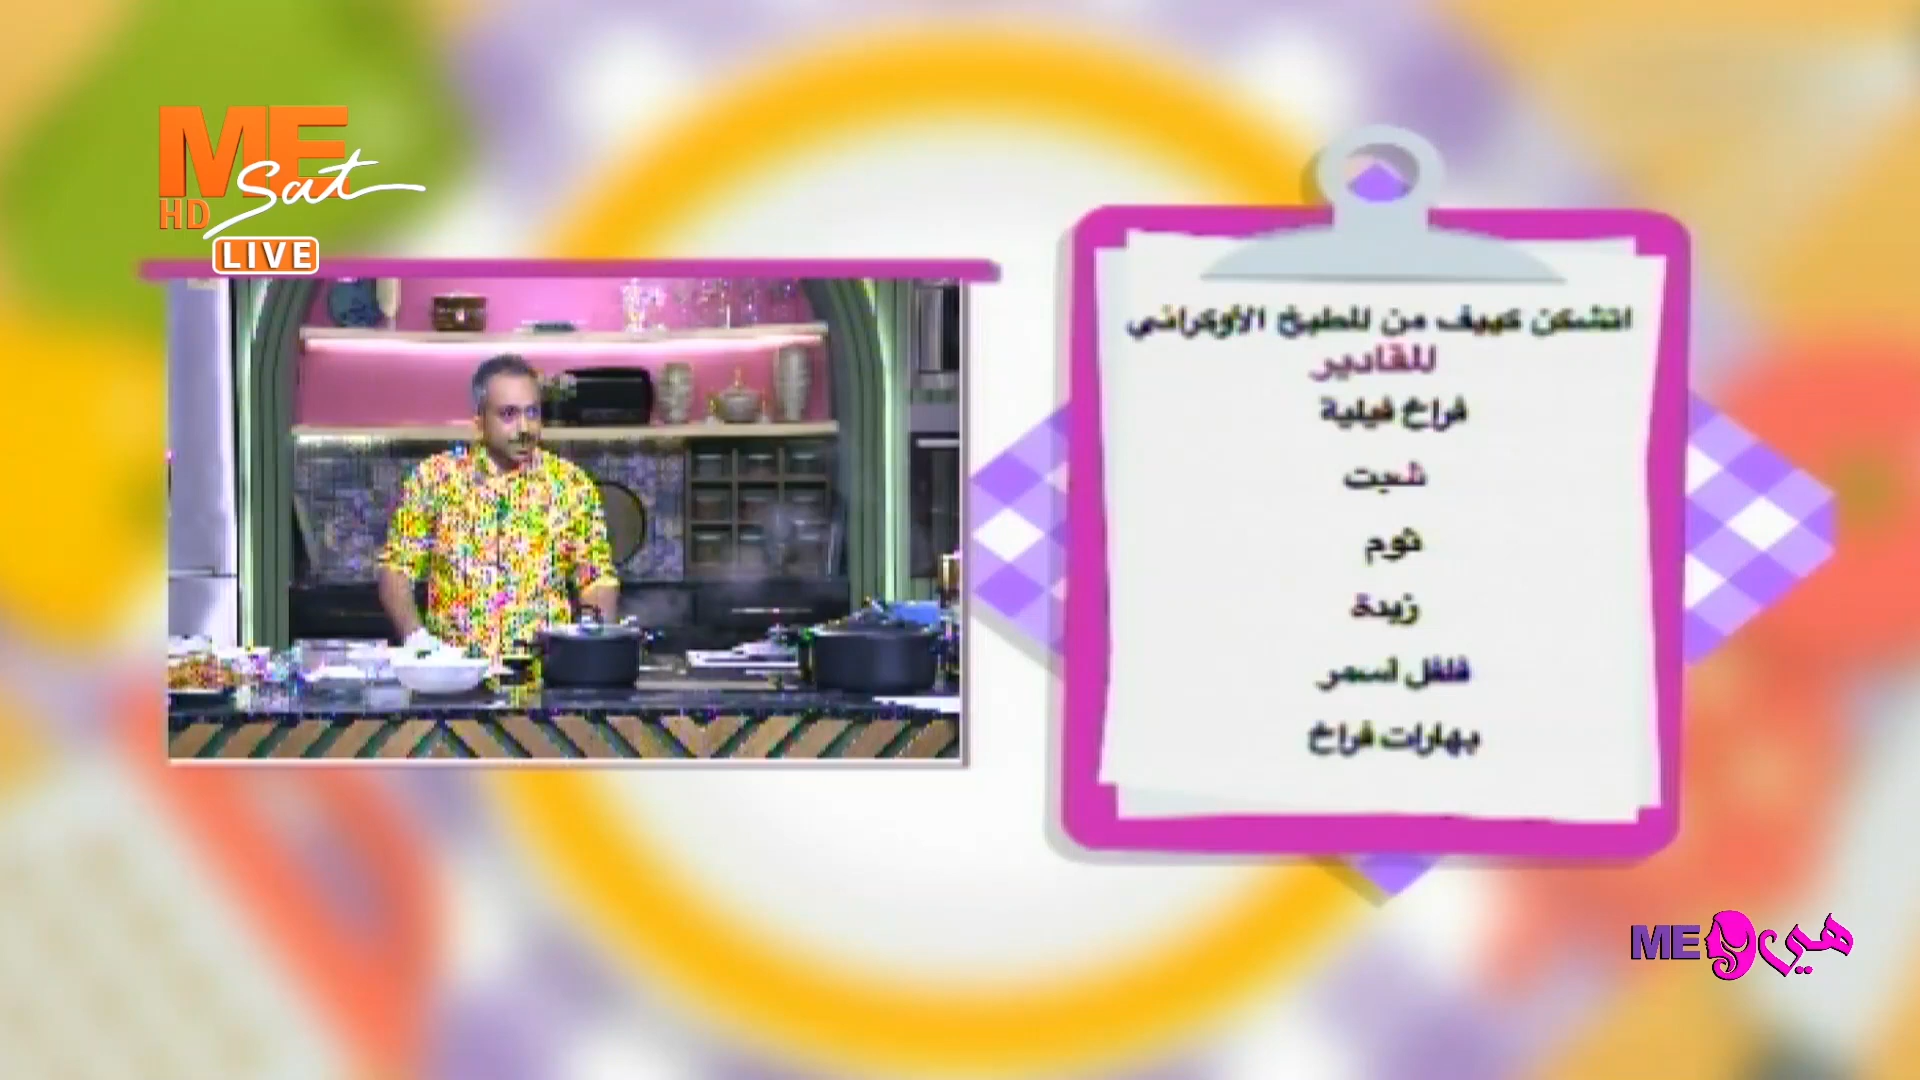 ME
Sat
HD
LIVE
اتشكن كييف من المطبخ الأوكراني
المقادير
فراخ فيلية
شبت
ثوم
زبدة
فلفل اسمر
بهارات فراخ
ME هي